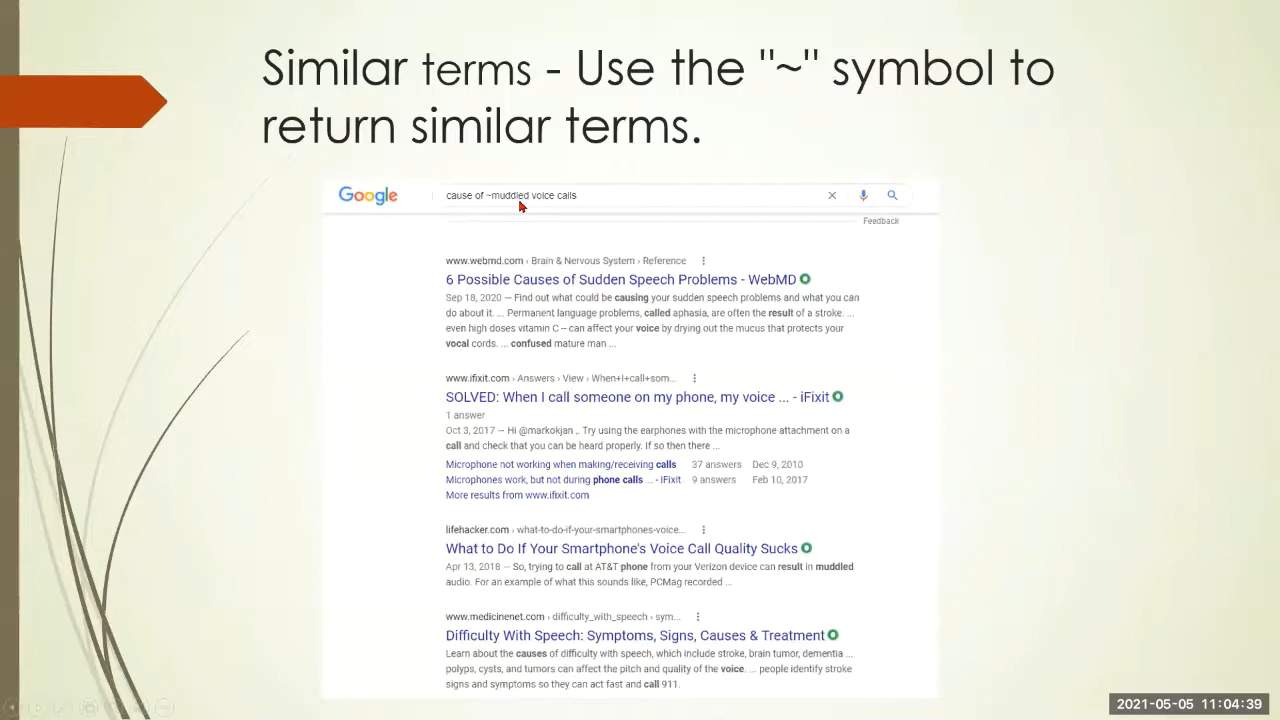 Similar terms - Use the "~" symbol to
return similar terms.
Google
cause of ~muddled voice calls
Feedback
www.webmd.com › Brain & Nervous System › Reference
6 Possible Causes of Sudden Speech Problems - WebMD
Sep 18, 2020 — Find out what could be causing your sudden speech problems and what you can
do about it. ... Permanent language problems, called aphasia, are often the result of a stroke. ...
even high doses vitamin C -- can affect your voice by drying out the mucus that protects your
vocal cords. ... confused mature man ...
www.ifixit.com › Answers › View › When+I+call+som...
SOLVED: When I call someone on my phone, my voice ... - iFixit
1 answer
Oct 3, 2017 — Hi @markokjan ,. Try using the earphones with the microphone attachment on a
call and check that you can be heard properly. If so then there ...
Microphone not working when making/receiving calls 37 answers Dec 9, 2010
Microphones work, but not during phone calls ... - iFixit 9 answers Feb 10, 2017
More results from www.ifixit.com
lifehacker.com › what-to-do-if-your-smartphones-voice...
What to Do If Your Smartphone's Voice Call Quality Sucks
Apr 13, 2018 — So, trying to call at AT&T phone from your Verizon device can result in muddled
audio. For an example of what this sounds like, PCMag recorded ...
www.medicinenet.com › difficulty_with_speech › sym...
Difficulty With Speech: Symptoms, Signs, Causes & Treatment
Learn about the causes of difficulty with speech, which include stroke, brain tumor, dementia ...
polyps, cysts, and tumors can affect the pitch and quality of the voice. ... people identify stroke
signs and symptoms so they can act fast and call 911.
2021-05-05 11:04:39